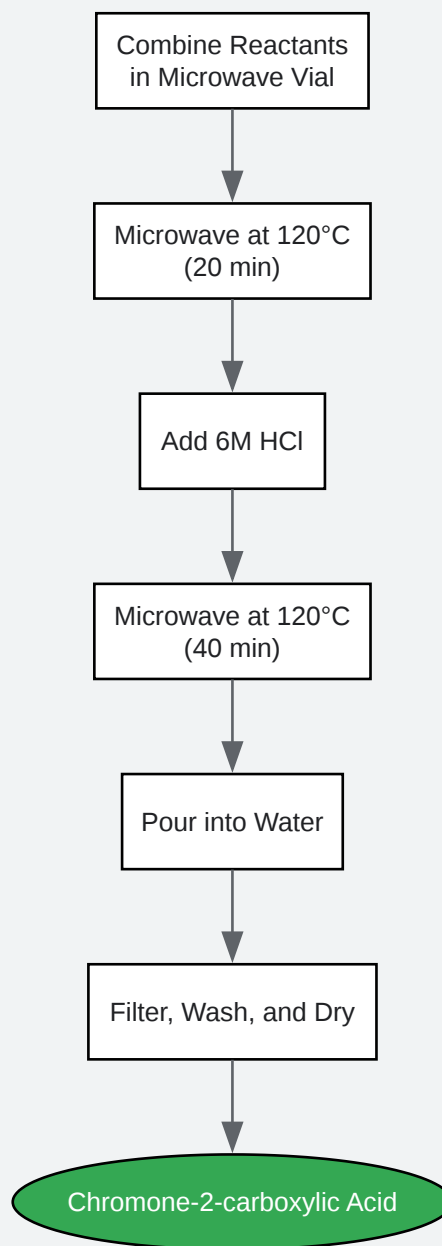 Combine Reactants
in Microwave Vial
Microwave at 120°C
(20 min)
Add 6M HCl
Microwave at 120°C
(40 min)
Pour into Water
Filter, Wash, and Dry
Chromone-2-carboxylic Acid